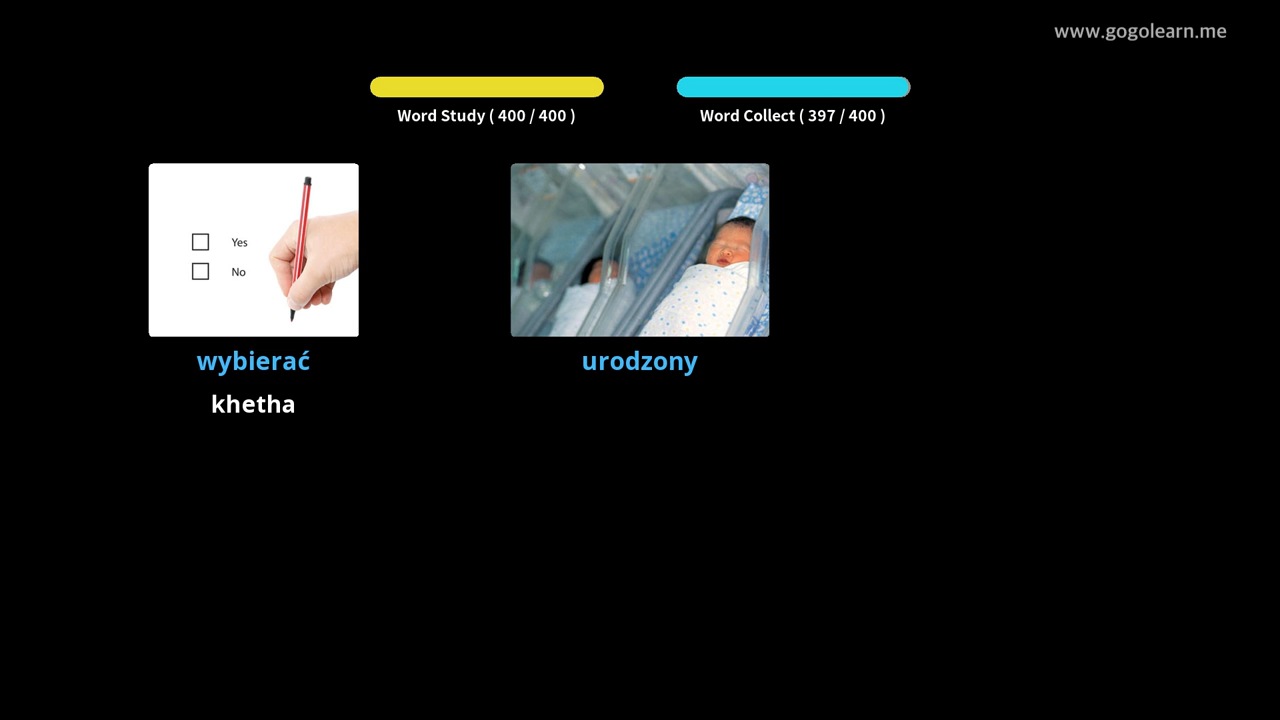 www.gogolearn.me
Word Study ( 400 / 400 )
Word Collect ( 397 / 400 )
Yes
No
wybierać
urodzony
khetha